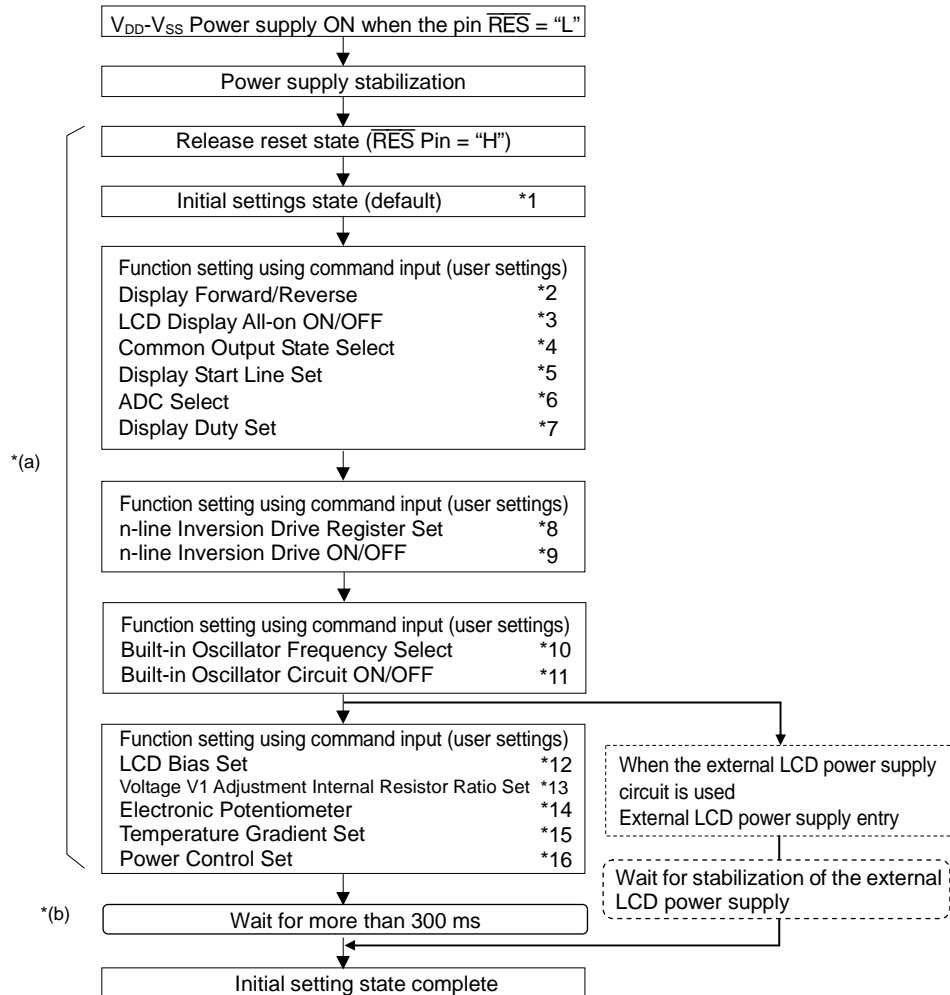 VDD-VSS Power supply ON when the pin RES = “L”
Power supply stabilization
Release reset state (RES Pin = “H”)
Initial settings state (default) *1
Function setting using command input (user settings)
Display Forward/Reverse *2
LCD Display All-on ON/OFF *3
Common Output State Select *4
Display Start Line Set *5
ADC Select *6
Display Duty Set *7
*(a)
Function setting using command input (user settings)
n-line Inversion Drive Register Set *8
n-line Inversion Drive ON/OFF *9
Function setting using command input (user settings)
Built-in Oscillator Frequency Select *10
Built-in Oscillator Circuit ON/OFF *11
Function setting using command input (user settings)
LCD Bias Set *12
Voltage V1 Adjustment Internal Resistor Ratio Set *13
Electronic Potentiometer *14
Temperature Gradient Set *15
Power Control Set *16
When the external LCD power supply
circuit is used
External LCD power supply entry
Wait for stabilization of the external
LCD power supply
*(b)
Wait for more than 300 ms
Initial setting state complete